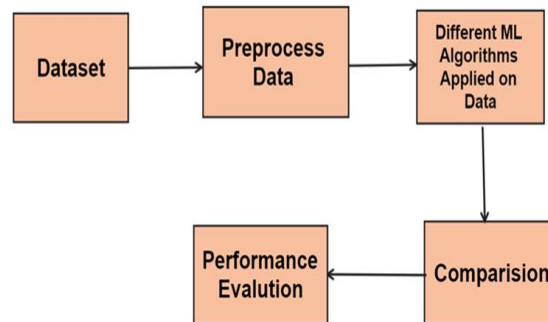 Dataset
Preprocess
Data
Different ML
Algorithms
Applied on
Data
Comparision
Performance
Evalution